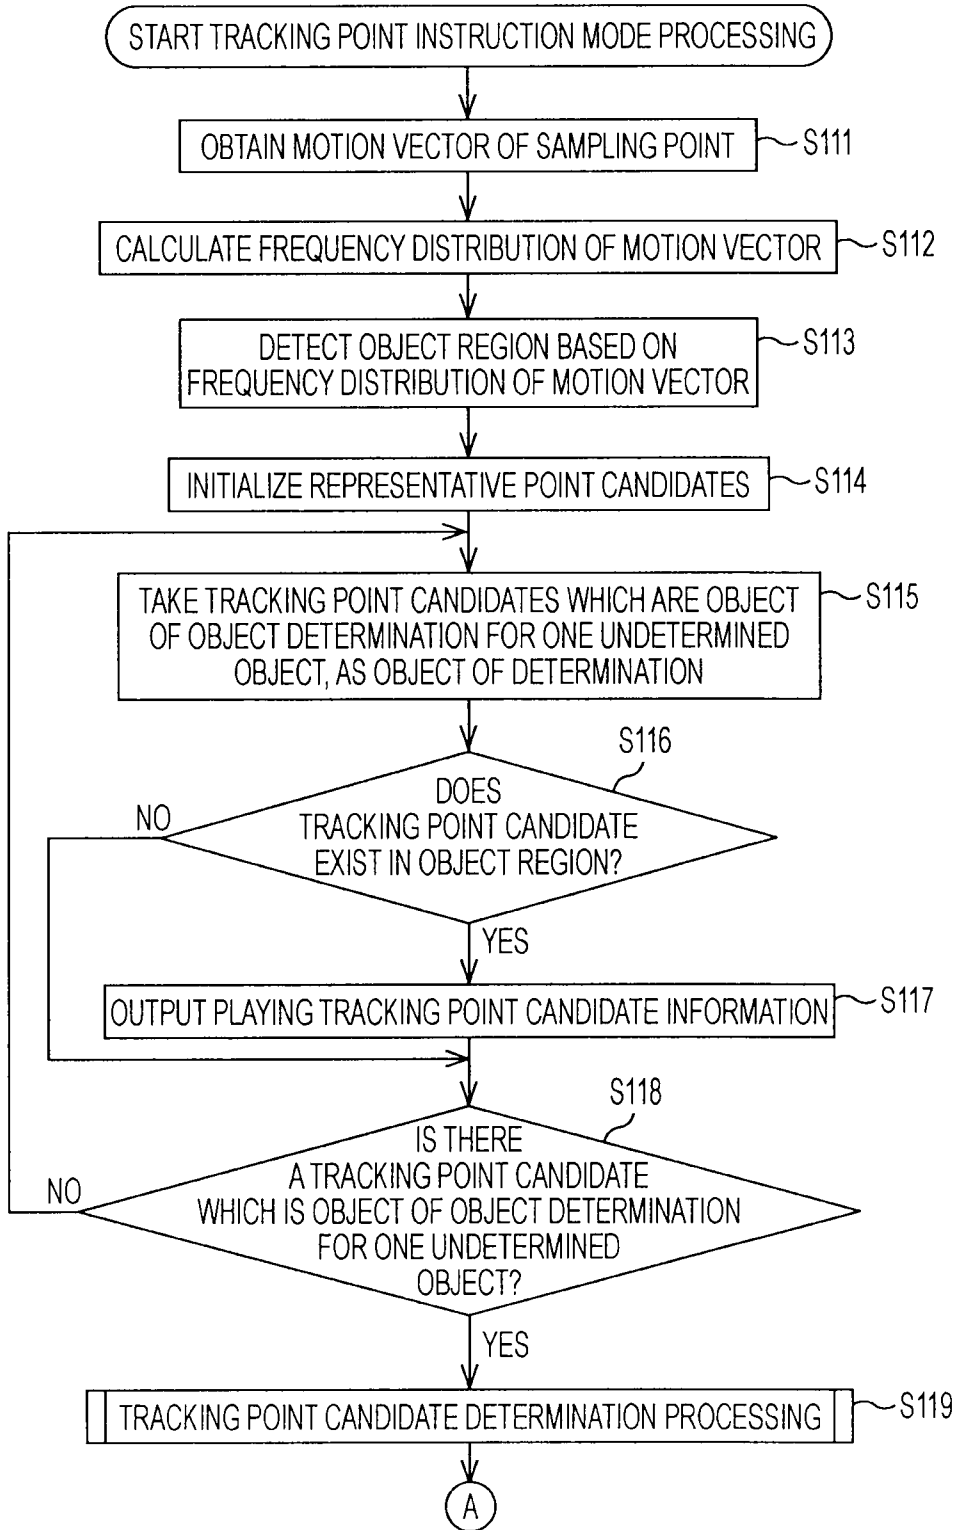 START TRACKING POINT INSTRUCTION MODE PROCESSING
OBTAIN MOTION VECTOR OF SAMPLING POINT
S111
CALCULATE FREQUENCY DISTRIBUTION OF MOTION VECTOR
S112
DETECT OBJECT REGION BASED ON
FREQUENCY DISTRIBUTION OF MOTION VECTOR
S113
INITIALIZE REPRESENTATIVE POINT CANDIDATES
S114
TAKE TRACKING POINT CANDIDATES WHICH ARE OBJECT
OF OBJECT DETERMINATION FOR ONE UNDETERMINED
OBJECT, AS OBJECT OF DETERMINATION
S115
S116
DOES
TRACKING POINT CANDIDATE
EXIST IN OBJECT REGION?
NO
YES
OUTPUT PLAYING TRACKING POINT CANDIDATE INFORMATION
S117
S118
IS THERE
A TRACKING POINT CANDIDATE
WHICH IS OBJECT OF OBJECT DETERMINATION
FOR ONE UNDETERMINED
OBJECT?
NO
YES
TRACKING POINT CANDIDATE DETERMINATION PROCESSING
S119
A